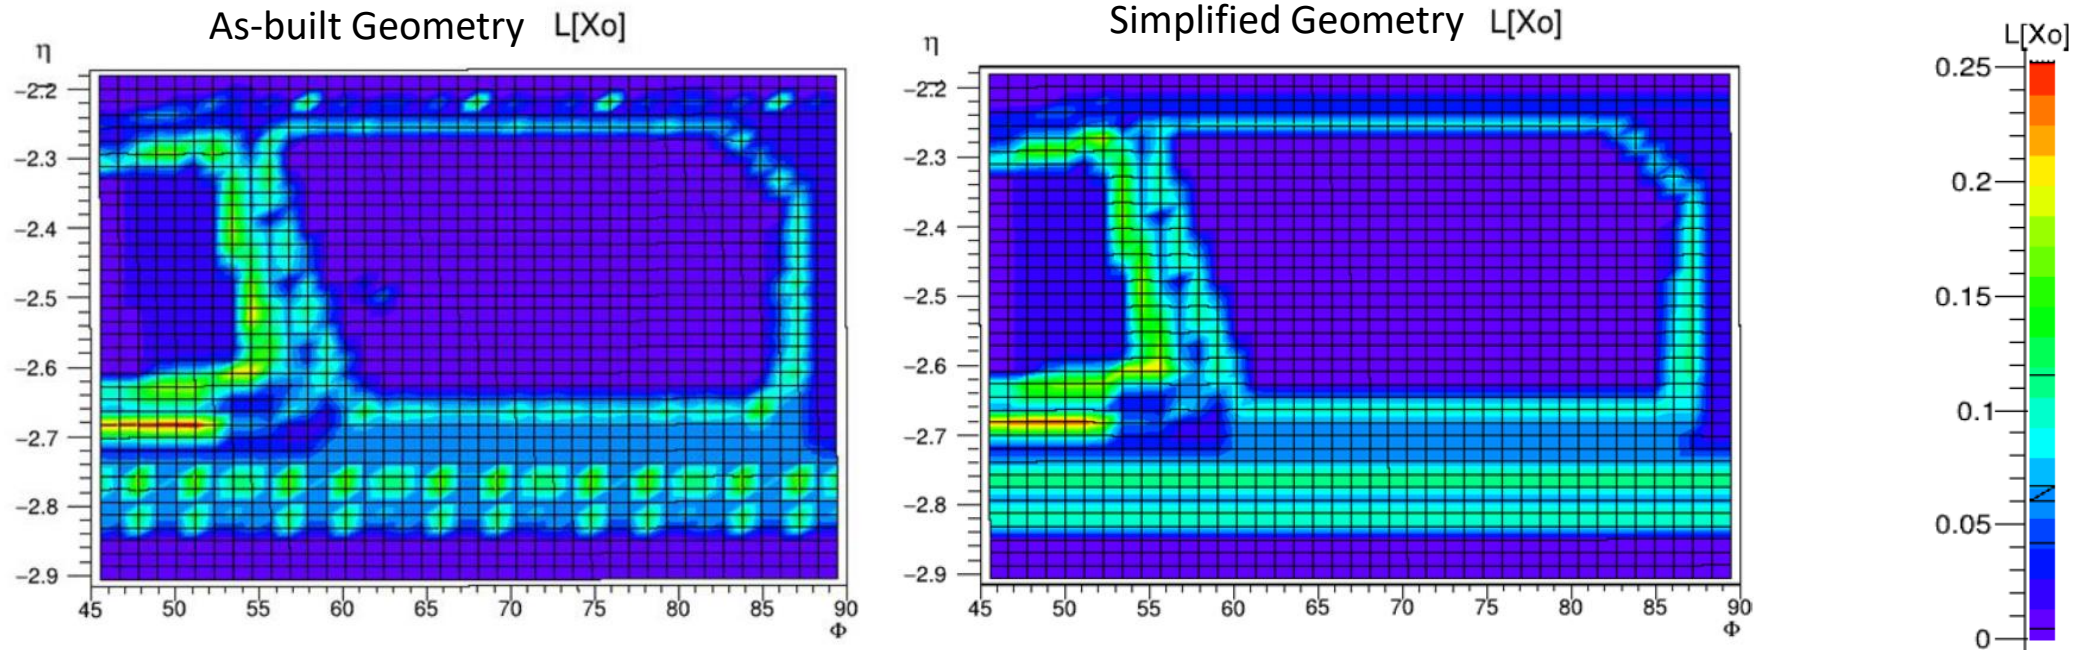 As-built Geometry L[Xo]
Simplified Geometry L[Xo]
L[Xo]
η
−2.2
−2.3
−2.4
−2.5
−2.6
−2.7
−2.8
−2.9
45 50 55 60 65 70 75 80 85 90
Φ
η
−2.2
−2.3
−2.4
−2.5
−2.6
−2.7
−2.8
−2.9
45 50 55 60 65 70 75 80 85 90
Φ
0.25
0.2
0.15
0.1
0.05
0